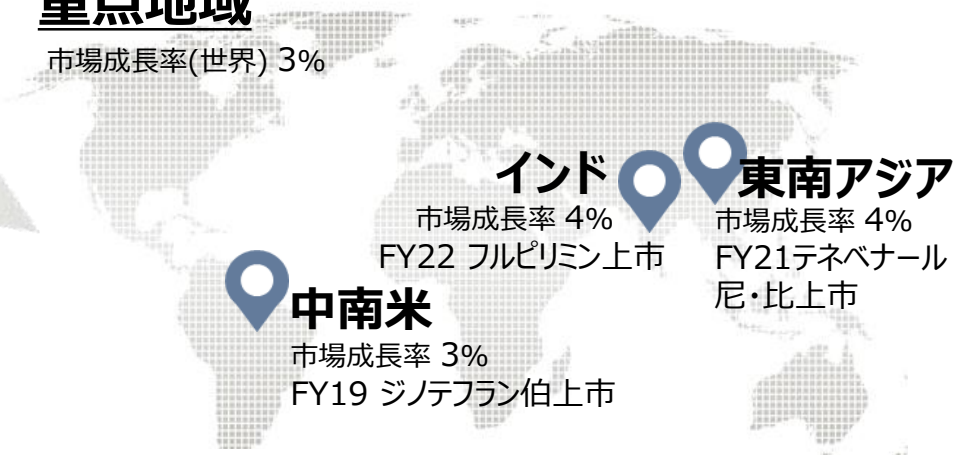 重点地域
市場成長率(世界) 3%
インド
市場成長率 4%
FY22 フルピリミン上市
東南アジア
市場成長率 4%
FY21テネベナール
尼・比上市
中南米
市場成長率 3%
FY19 ジノテフラン伯上市